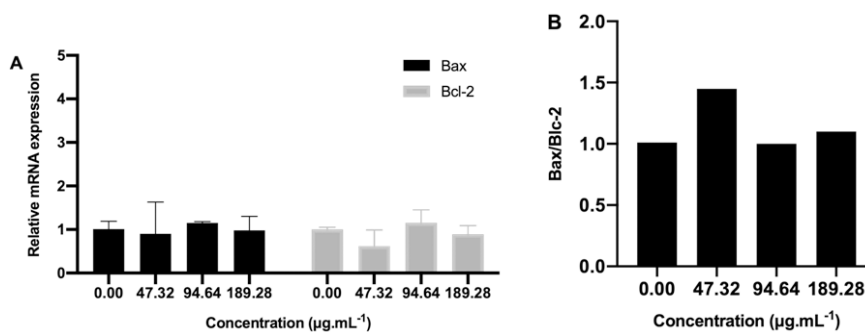 A
Relative mRNA expression
5
4
3
2
1
0
Bax
Bcl-2
0.00 47.32 94.64 189.28 0.00 47.32 94.64 189.28
Concentration (µg.mL⁻¹)
B
Bax/Blc-2
2.0
1.5
1.0
0.5
0.0
0.00 47.32 94.64 189.28
Concentration (µg.mL⁻¹)